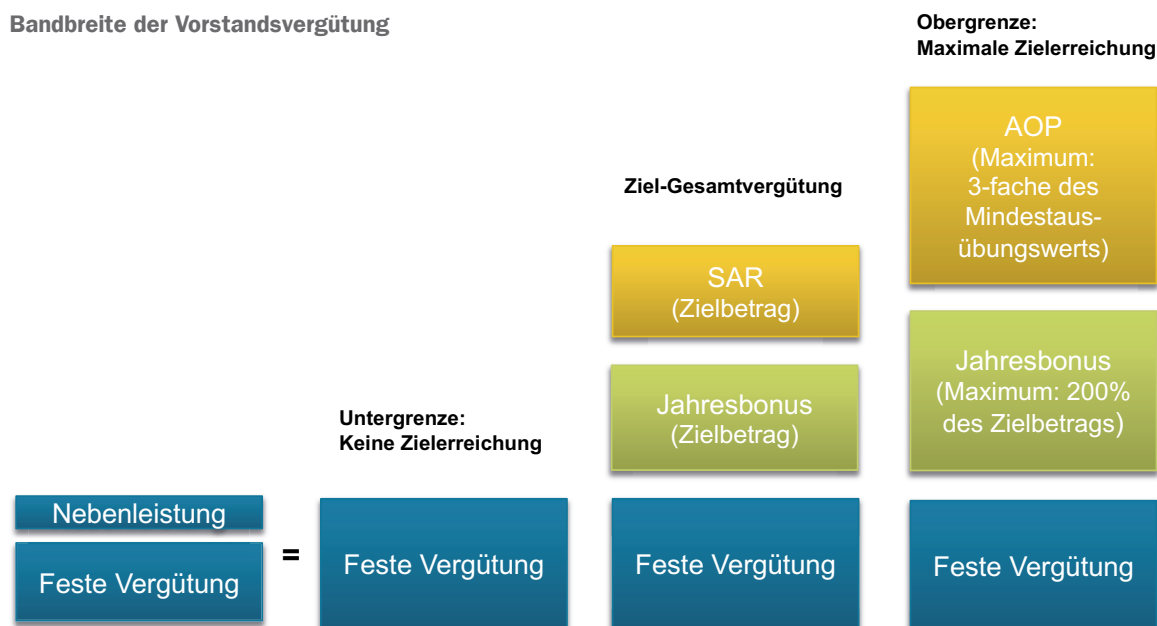 Bandbreite der Vorstandsvergütung
Nebenleistung
Feste Vergütung
=
Untergrenze:
Keine Zielerreichung
Feste Vergütung
Ziel-Gesamtvergütung
SAR
(Zielbetrag)
Jahresbonus
(Zielbetrag)
Feste Vergütung
Obergrenze:
Maximale Zielerreichung
AOP
(Maximum:
3-fache des
Mindestaus-
übungswerts)
Jahresbonus
(Maximum: 200%
des Zielbetrags)
Feste Vergütung